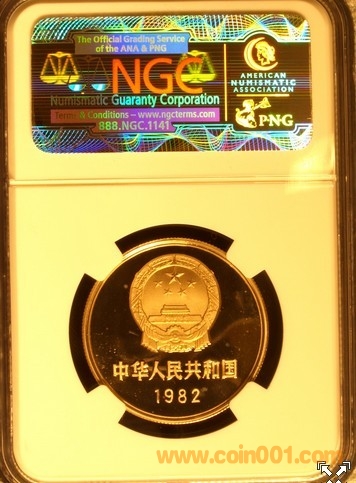 The Official Grading Service
of the ANA & PNG
NGC
Numismatic Guaranty Corporation
Terms & Conditions – www.ngcterms.com
888.NGC.1141
AMERICAN
NUMISMATIC
ASSOCIATION
PNG
中华人民共和国
1982
www.coin001.com